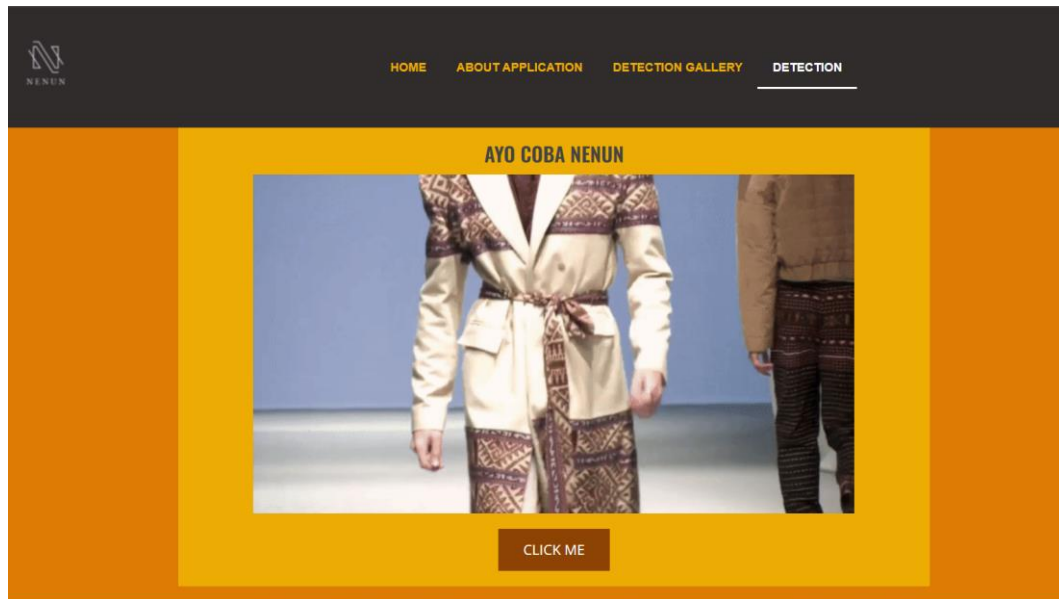 NENUN
HOME ABOUT APPLICATION DETECTION GALLERY DETECTION
AYO COBA NENUN
CLICK ME